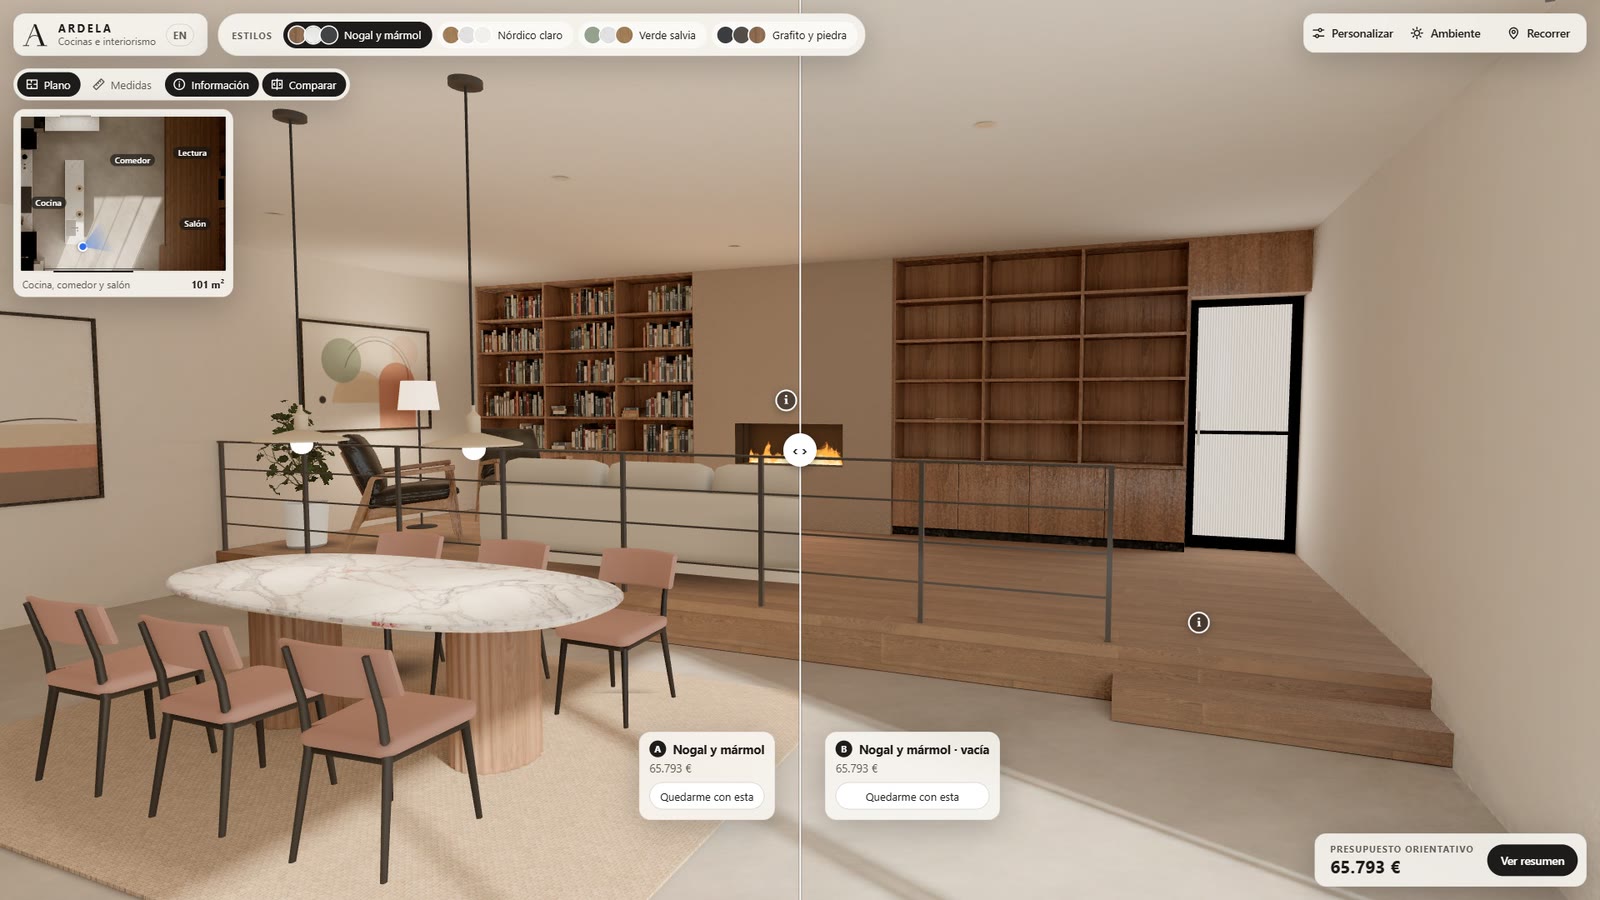 ARDELA
Cocinas e interiorismo
EN
ESTILOS
Nogal y mármol
Nórdico claro
Verde salvia
Grafito y piedra
Personalizar
Ambiente
Recorrer
Plano
Medidas
Información
Comparar
Comedor
Lectura
Cocina
Salón
Cocina, comedor y salón
101 m²
A Nogal y mármol
65.793 €
Quedarme con esta
B Nogal y mármol · vacía
65.793 €
Quedarme con esta
PRESUPUESTO ORIENTATIVO
65.793 €
Ver resumen